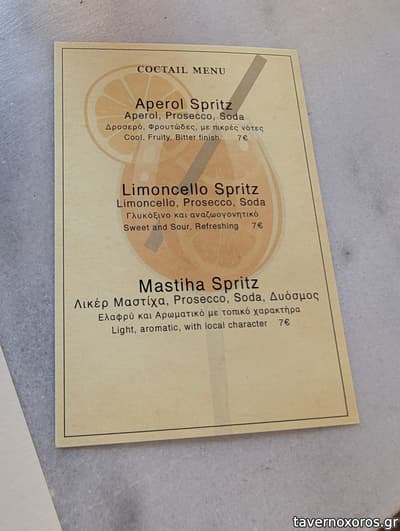 COCTAIL MENU
Aperol Spritz
Aperol, Prosecco, Soda
Δροσερό, Φρουτώδες, με πικρές νότες
Cool, Fruity, Bitter finish. 7€
Limoncello Spritz
Limoncello, Prosecco, Soda
Γλυκόξινο και αναζωογονητικό
Sweet and Sour, Refreshing 7€
Mastiha Spritz
Λικέρ Μαστίχα, Prosecco, Soda, Δυόσμος
Ελαφρύ και Αρωματικό με τοπικό χαρακτήρα
Light, aromatic, with local character 7€
tavernoxoros.gr